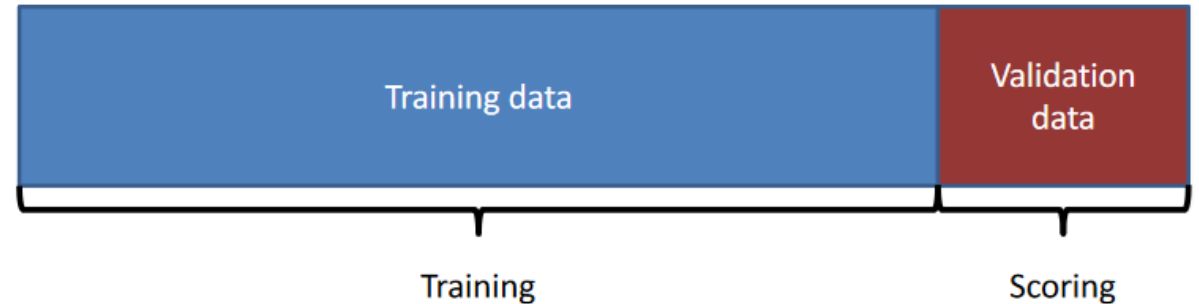 Training data
Validation
data
Training
Scoring